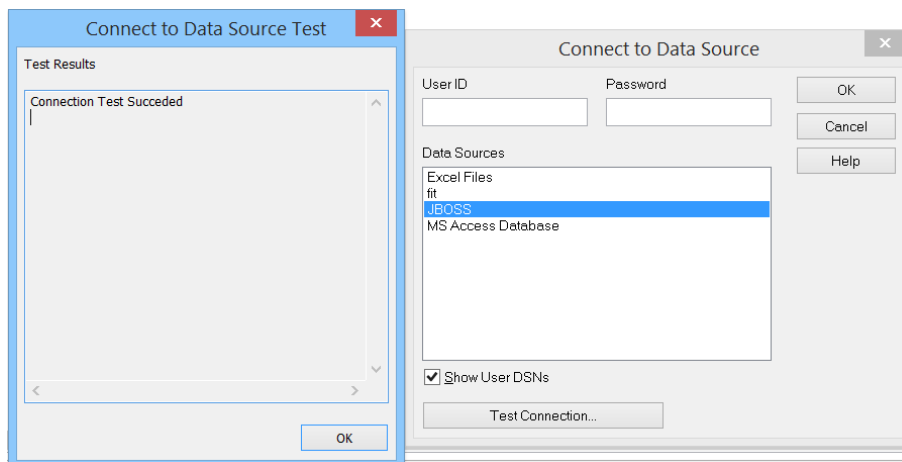 Connect to Data Source Test
Test Results
Connection Test Succeded
OK
Connect to Data Source
User ID
Password
OK
Cancel
Help
Data Sources
Excel Files
fit
JBOSS
MS Access Database
Show User DSNs
Test Connection...